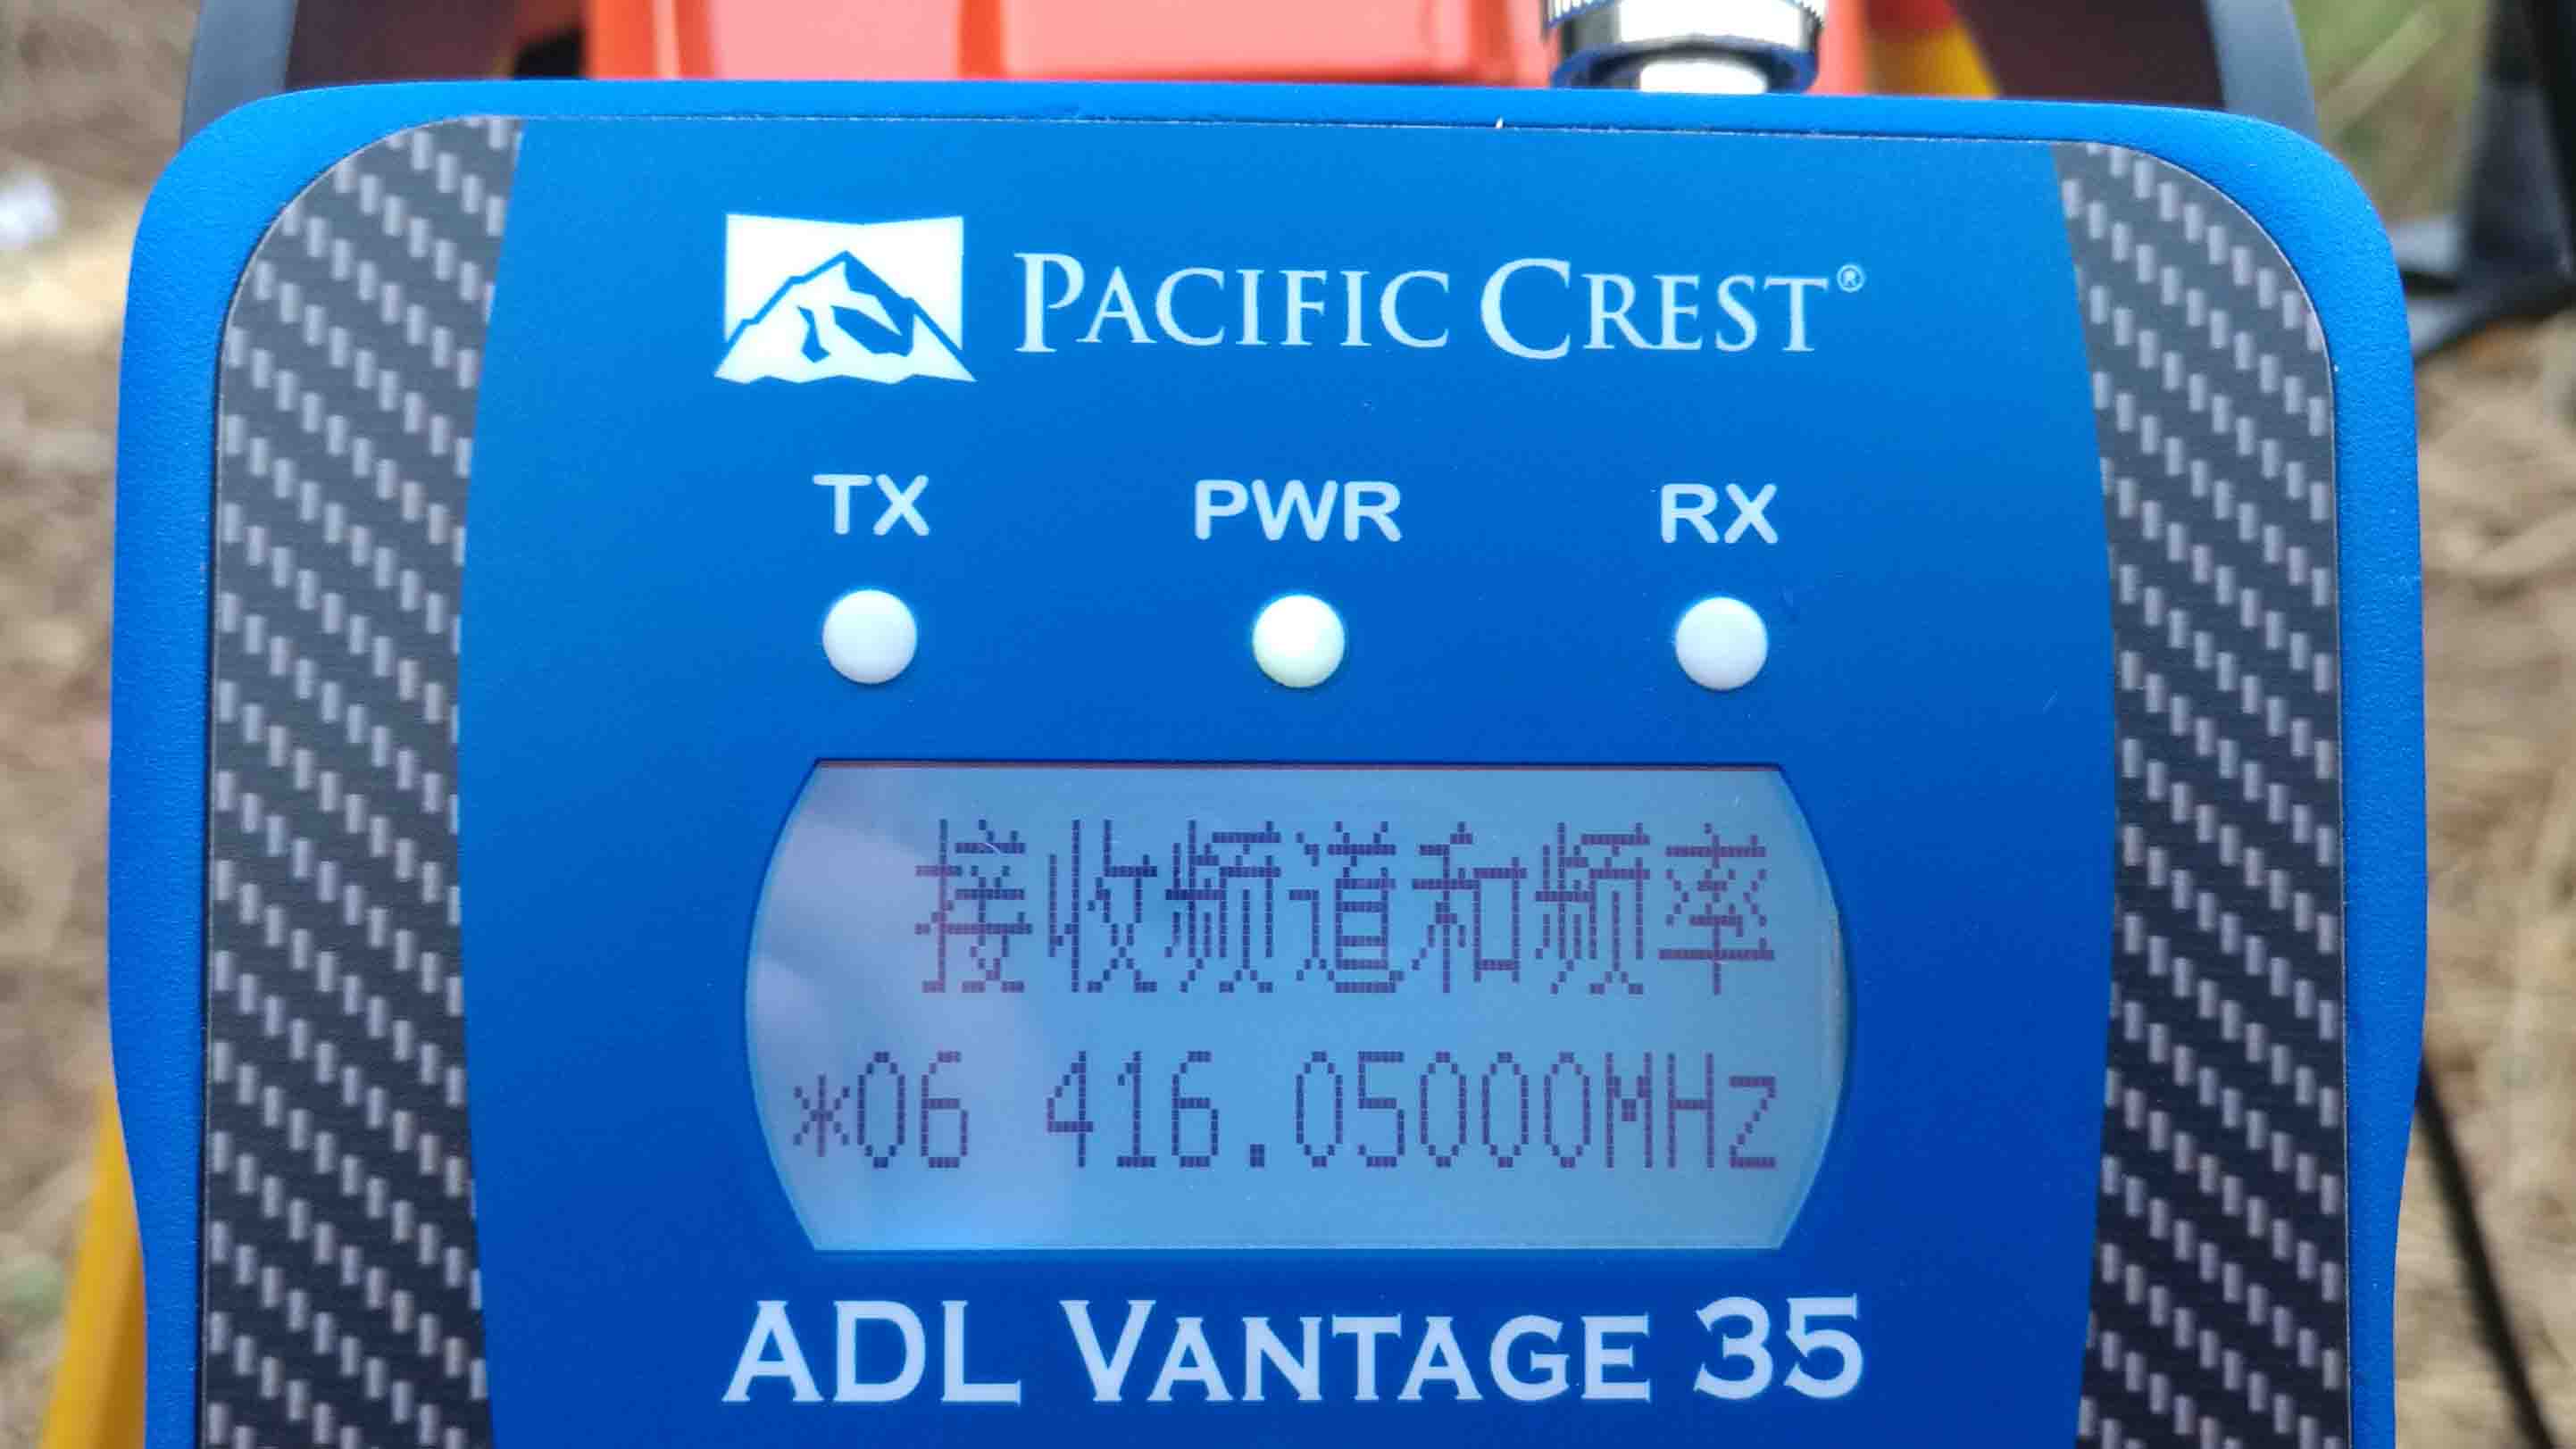 PACIFIC CREST®
TX PWR RX
接收频道和频率
*06 416.05000MHz
ADL VANTAGE 35